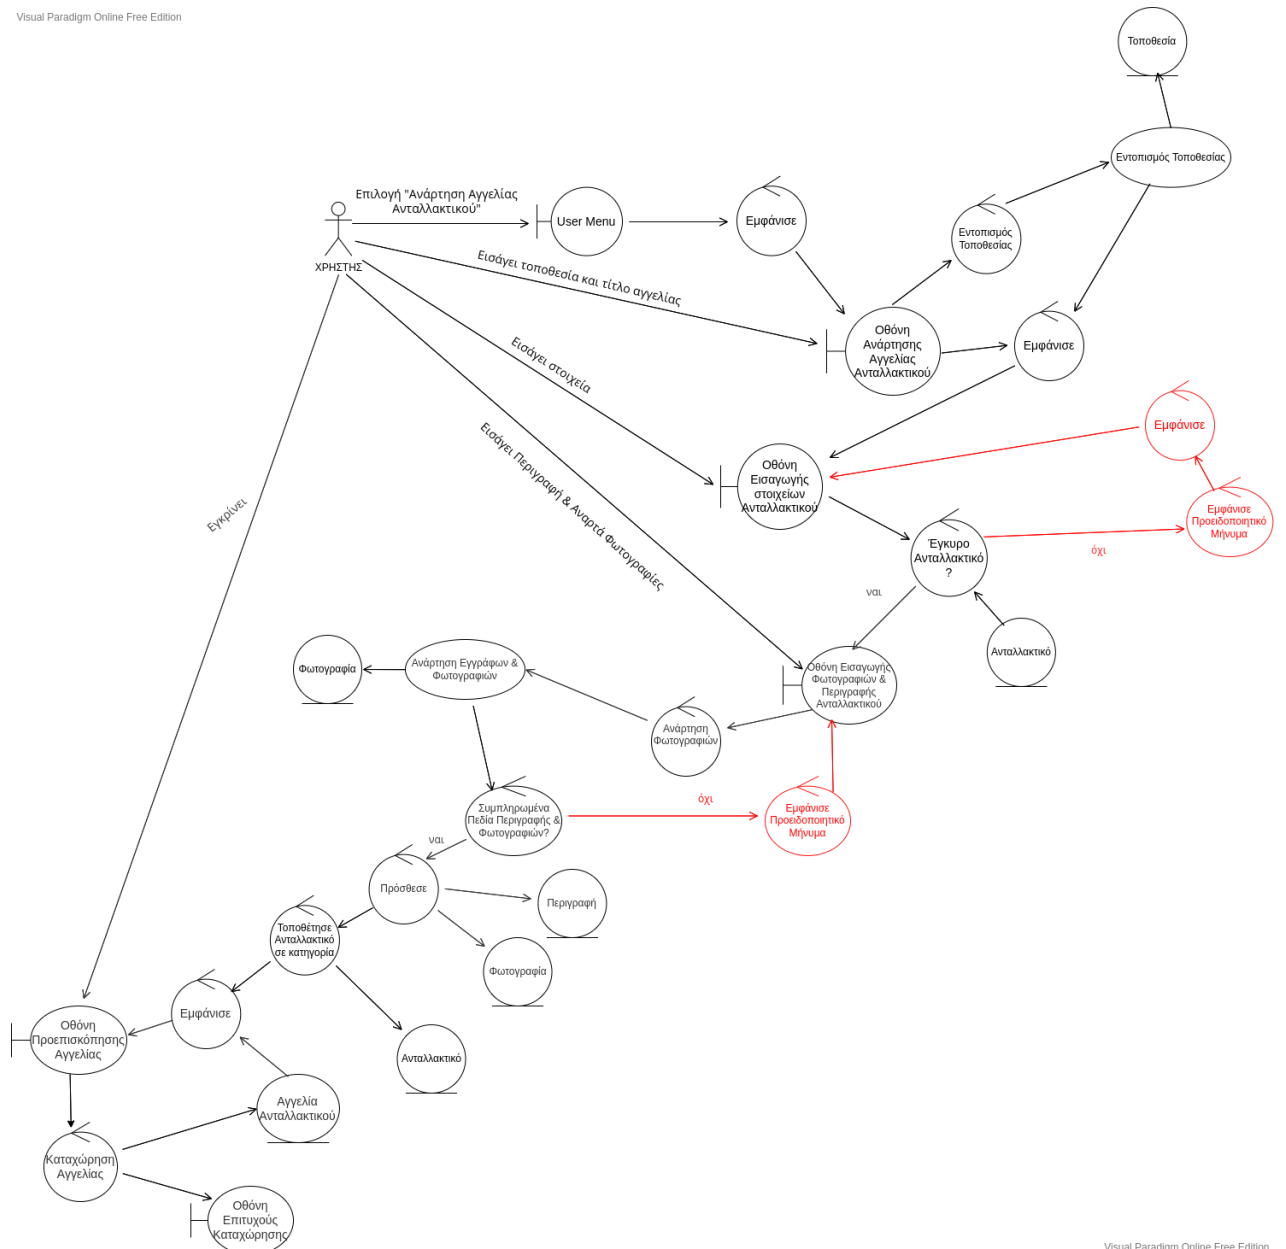 Visual Paradigm Online Free Edition
Τοποθεσία
Εντοπισμός Τοποθεσίας
Επιλογή "Ανάρτηση Αγγελίας
Ανταλλακτικού"
User Menu
Εμφάνισε
Εντοπισμός
Τοποθεσίας
ΧΡΗΣΤΗΣ
Εισάγει τοποθεσία και τίτλο αγγελίας
Οθόνη
Ανάρτησης
Αγγελίας
Ανταλλακτικού
Εμφάνισε
Εισάγει στοιχεία
Εμφάνισε
Εισάγει Περιγραφή & Αναρτά Φωτογραφίες
Οθόνη
Εισαγωγής
στοιχείων
Ανταλλακτικού
Εγκρίνει
Εμφάνισε
Προειδοποιητικό
Μήνυμα
Έγκυρο
Ανταλλακτικό
?
όχι
ναι
Ανταλλακτικό
Φωτογραφία
Ανάρτηση Εγγράφων &
Φωτογραφιών
Οθόνη Εισαγωγής
Φωτογραφιών &
Περιγραφής
Ανταλλακτικού
Ανάρτηση
Φωτογραφιών
Συμπληρωμένα
Πεδία Περιγραφής &
Φωτογραφιών?
όχι
Εμφάνισε
Προειδοποιητικό
Μήνυμα
ναι
Πρόσθεσε
Περιγραφή
Τοποθέτησε
Ανταλλακτικό
σε κατηγορία
Φωτογραφία
Εμφάνισε
Οθόνη
Προεπισκόπησης
Αγγελίας
Ανταλλακτικό
Αγγελία
Ανταλλακτικού
Καταχώρηση
Αγγελίας
Οθόνη
Επιτυχούς
Καταχώρησης
Visual Paradigm Online Free Edition